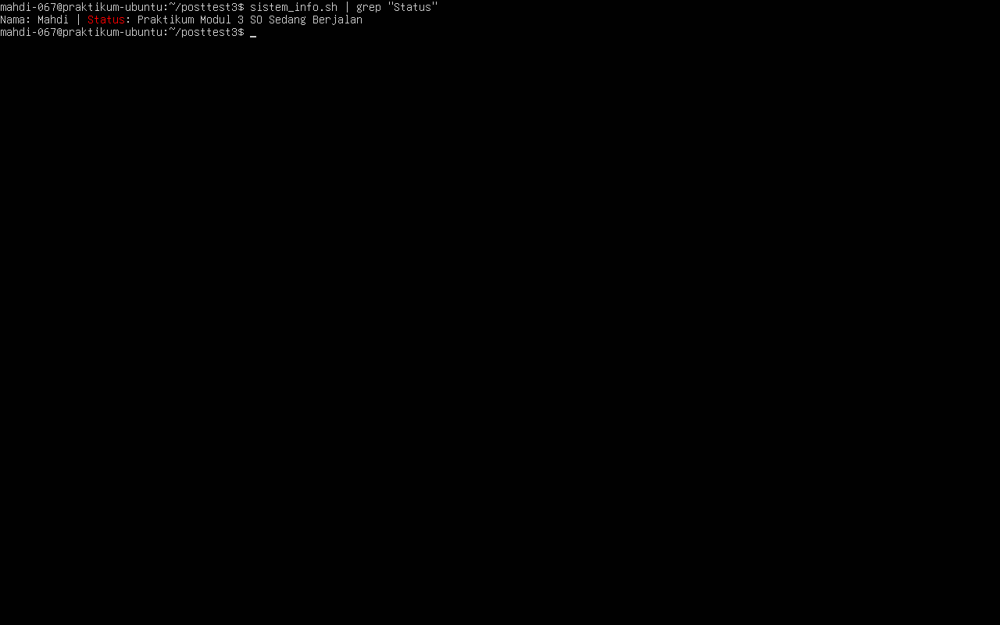 mahdi-067@praktikum-ubuntu:~/posttest3$ sistem_info.sh | grep "Status"
Nama: Mahdi | Status: Praktikum Modul 3 SO Sedang Berjalan
mahdi-067@praktikum-ubuntu:~/posttest3$ _